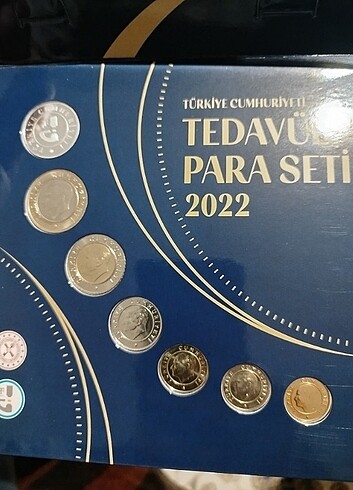 TÜRKİYE CUMHURİYETİ
TEDAVÜL
PARA SETİ
2022